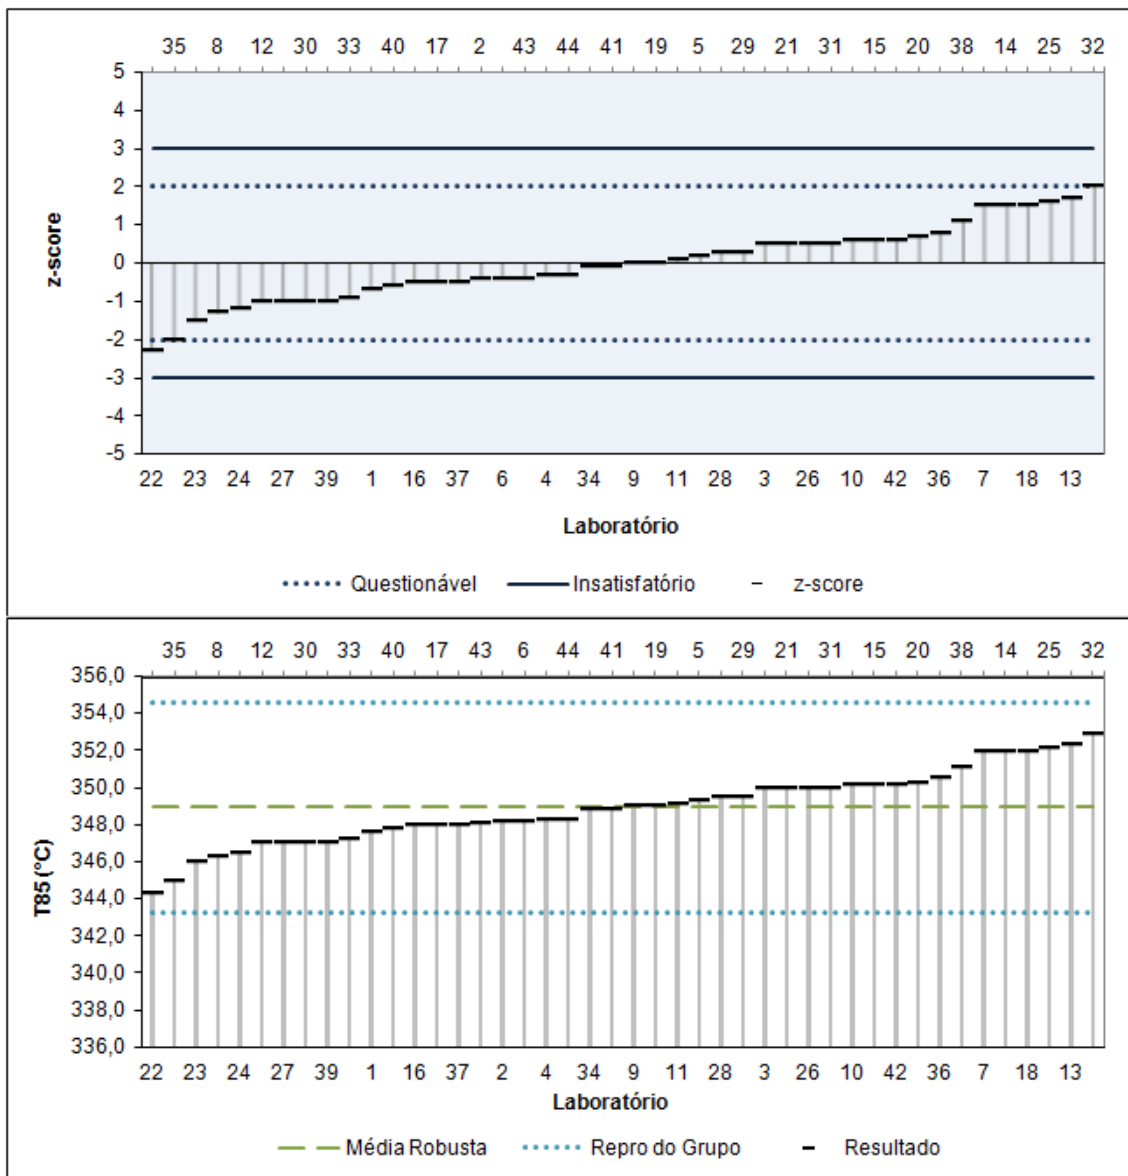 35 8 12 30 33 40 17 2 43 44 41 19 5 29 21 31 15 20 38 14 25 32
5
4
3
2
1
0
-1
-2
-3
-4
-5
z-score
22 23 24 27 39 1 16 37 6 4 34 9 11 28 3 26 10 42 36 7 18 13
Laboratório
Questionável Insatisfatório z-score
35 8 12 30 33 40 17 43 6 44 41 19 5 29 21 31 15 20 38 14 25 32
356,0
354,0
352,0
350,0
348,0
346,0
344,0
342,0
340,0
338,0
336,0
T85 (°C)
22 23 24 27 39 1 16 37 2 4 34 9 11 28 3 26 10 42 36 7 18 13
Laboratório
Média Robusta Repro do Grupo Resultado